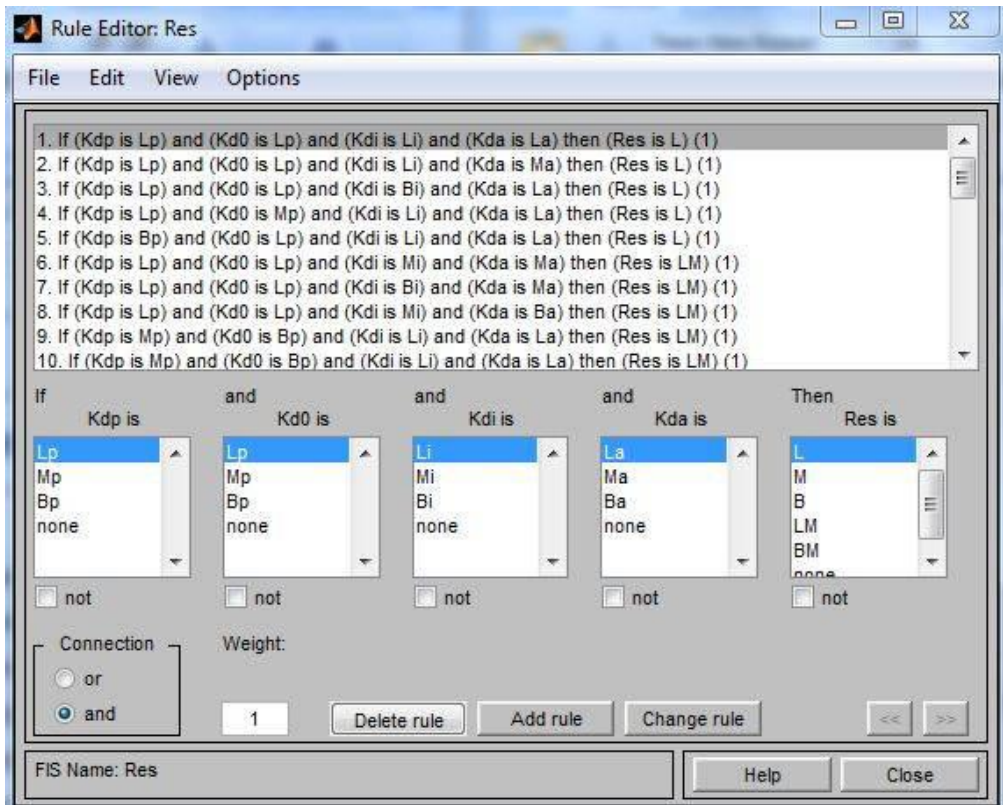 Rule Editor: Res
File Edit View Options
1. If (Kdp is Lp) and (Kd0 is Lp) and (Kdi is Li) and (Kda is La) then (Res is L) (1)
2. If (Kdp is Lp) and (Kd0 is Lp) and (Kdi is Li) and (Kda is Ma) then (Res is L) (1)
3. If (Kdp is Lp) and (Kd0 is Lp) and (Kdi is Bi) and (Kda is La) then (Res is L) (1)
4. If (Kdp is Lp) and (Kd0 is Mp) and (Kdi is Li) and (Kda is La) then (Res is L) (1)
5. If (Kdp is Bp) and (Kd0 is Lp) and (Kdi is Li) and (Kda is La) then (Res is L) (1)
6. If (Kdp is Lp) and (Kd0 is Lp) and (Kdi is Mi) and (Kda is Ma) then (Res is LM) (1)
7. If (Kdp is Lp) and (Kd0 is Lp) and (Kdi is Bi) and (Kda is Ma) then (Res is LM) (1)
8. If (Kdp is Lp) and (Kd0 is Lp) and (Kdi is Mi) and (Kda is Ba) then (Res is LM) (1)
9. If (Kdp is Mp) and (Kd0 is Bp) and (Kdi is Li) and (Kda is La) then (Res is LM) (1)
10. If (Kdp is Mp) and (Kd0 is Bp) and (Kdi is Li) and (Kda is La) then (Res is LM) (1)
If and and and Then
Kdp is Kd0 is Kdi is Kda is Res is
Lp Lp Li La L
Mp Mp Mi Ma M
Bp Bp Bi Ba B
none none none none LM
BM
none
not not not not not
Connection Weight:
or
and 1 Delete rule Add rule Change rule << >>
FIS Name: Res Help Close